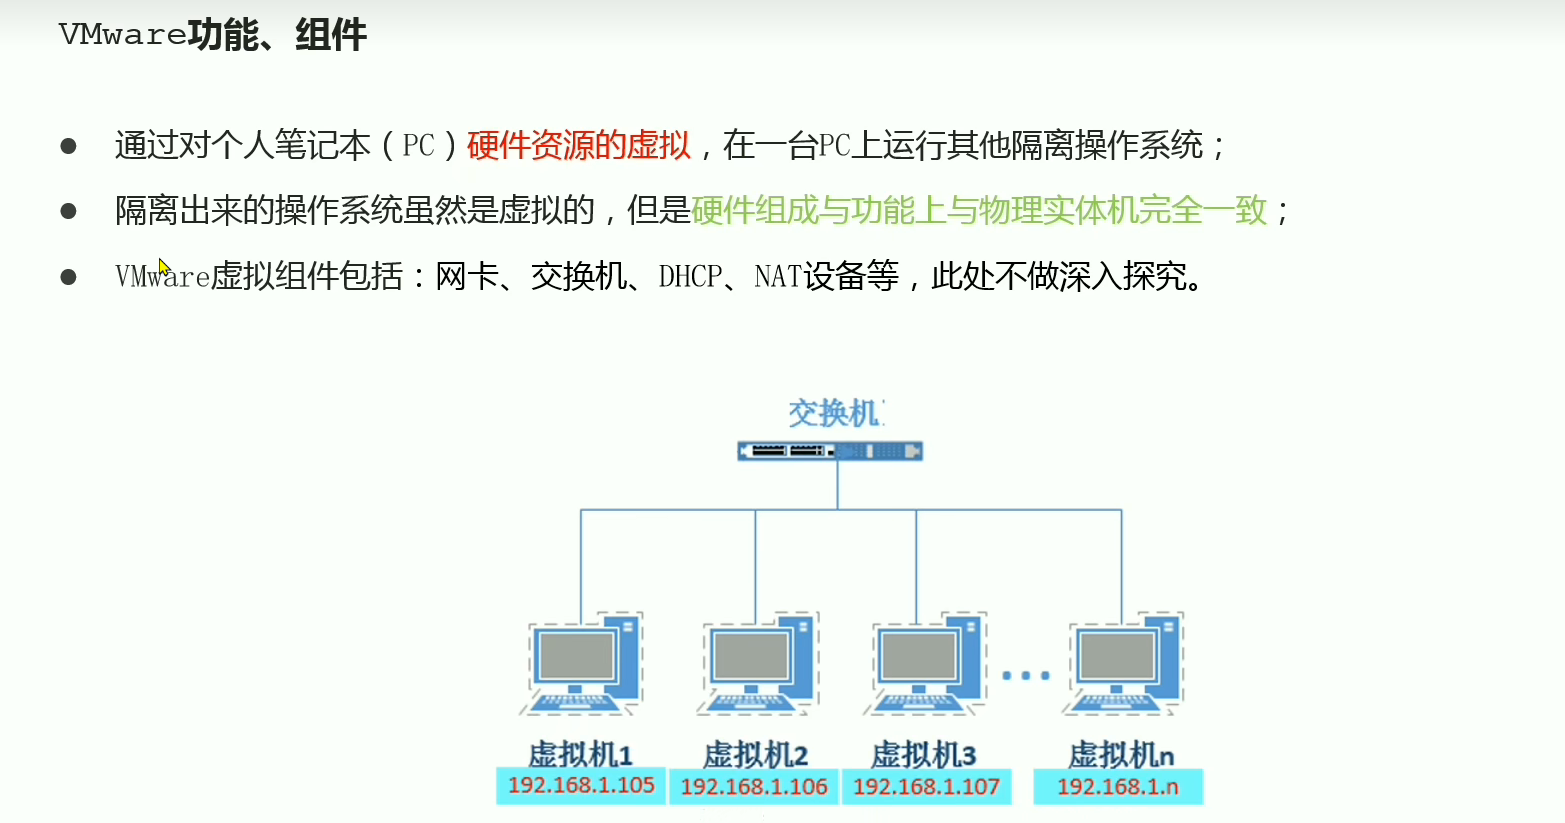 VMware功能、组件
通过对个人笔记本（PC）硬件资源的虚拟，在一台PC上运行其他隔离操作系统；
隔离出来的操作系统虽然是虚拟的，但是硬件组成与功能上与物理实体机完全一致；
VMware虚拟组件包括：网卡、交换机、DHCP、NAT设备等，此处不做深入探究。
交换机
虚拟机1 虚拟机2 虚拟机3 虚拟机n
192.168.1.105 192.168.1.106 192.168.1.107 192.168.1.n